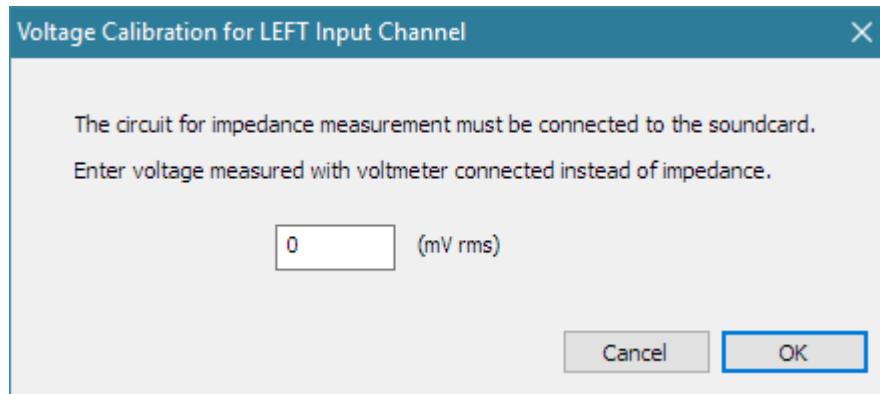 Voltage Calibration for LEFT Input Channel
The circuit for impedance measurement must be connected to the soundcard.
Enter voltage measured with voltmeter connected instead of impedance.
0 (mV rms)
Cancel OK